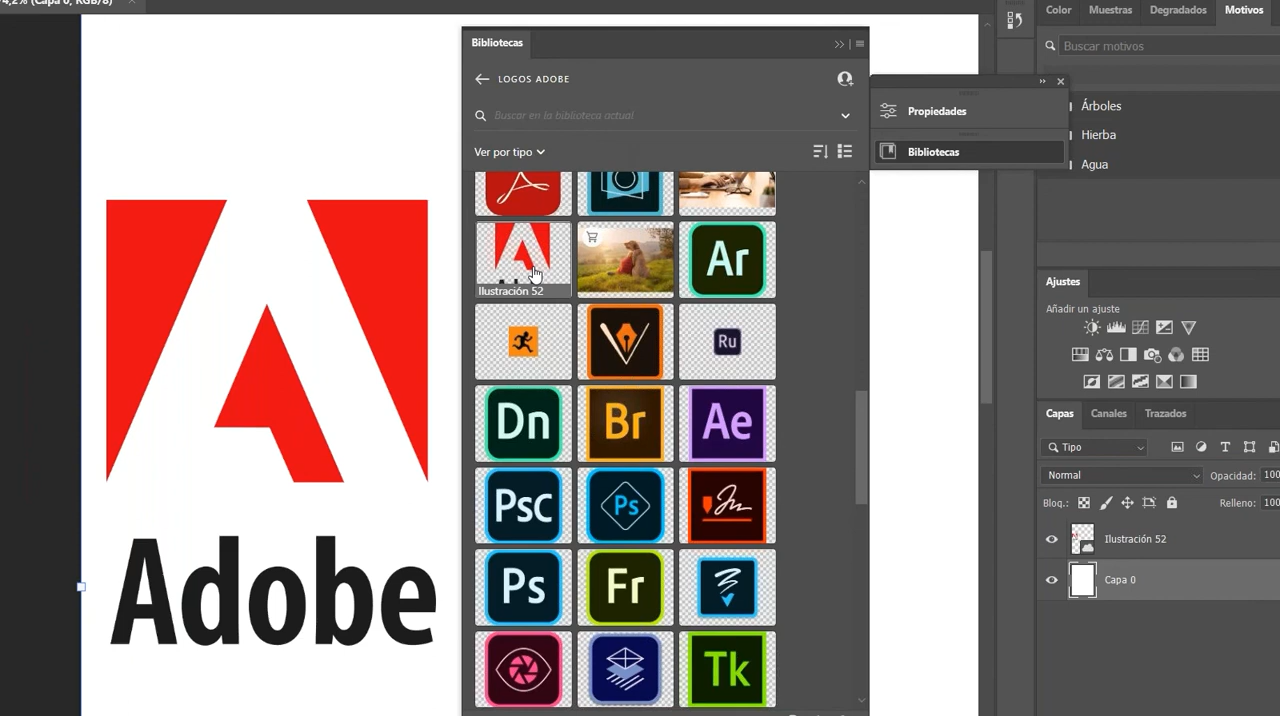 4,2% (Capa 0, RGB/8)
Color
Muestras
Degradados
Motivos
Buscar motivos
Árboles
Hierba
Agua
Bibliotecas
LOGOS ADOBE
Buscar en la biblioteca actual
Ver por tipo
Ilustración 52
Ar
Ru
Dn
Br
Ae
Psc
Ps
Ps
Fr
Tk
Propiedades
Bibliotecas
Adobe
Ajustes
Añadir un ajuste
Capas
Canales
Trazados
Tipo
Normal
Opacidad: 100
Bloq.:
Relleno: 100
Ilustración 52
Capa 0